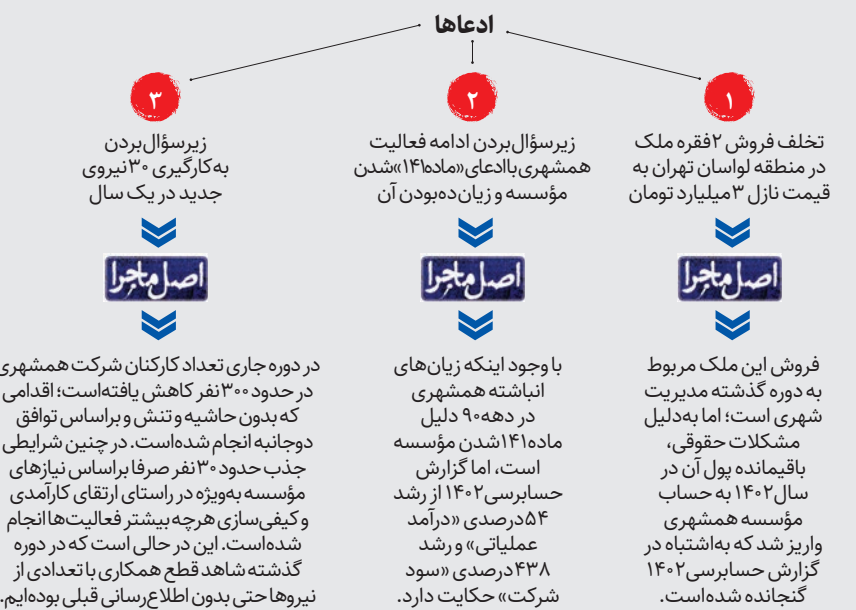 ادعاها
۱
تخلف فروش ۲فقره ملک
در منطقه لواسان تهران به
قیمت نازل ۳میلیارد تومان
اصل ماجرا
فروش این ملک مربوط
به دوره گذشته مدیریت
شهری است؛ اما به‌دلیل
مشکلات حقوقی،
باقیمانده پول آن در
سال۱۴۰۲ به حساب
مؤسسه همشهری
واریز شد که به‌اشتباه در
گزارش حسابرسی۱۴۰۲
گنجانده شده‌است.
۲
زیرسؤال‌بردن ادامه فعالیت
همشهری‌با‌ادعای«ماده۱۴۱»شدن
مؤسسه و زیان‌ده‌بودن آن
اصل ماجرا
با وجود اینکه زیان‌های
انباشته همشهری
در دهه۹۰ دلیل
ماده۱۴۱شدن مؤسسه
است، اما گزارش
حسابرسی۱۴۰۲ از رشد
۵۴درصدی «درآمد
عملیاتی» و رشد
۴۳۸درصدی «سود
شرکت» حکایت دارد.
۳
زیرسؤال‌بردن
به‌کارگیری ۳۰نیروی
جدید در یک سال
اصل ماجرا
در دوره جاری تعداد کارکنان شرکت همشهری
در حدود ۳۰۰نفر کاهش یافته‌است؛ اقدامی
که بدون حاشیه و تنش و براساس توافق
دوجانبه انجام شده‌است. در چنین شرایطی
جذب حدود ۳۰نفر صرفا براساس نیازهای
مؤسسه به‌ویژه در راستای ارتقای کارآمدی
و کیفی‌سازی هرچه بیشتر فعالیت‌ها انجام
شده‌است. این در حالی است که در دوره
گذشته شاهد قطع همکاری با تعدادی از
نیروها حتی بدون اطلاع‌رسانی قبلی بوده‌ایم.